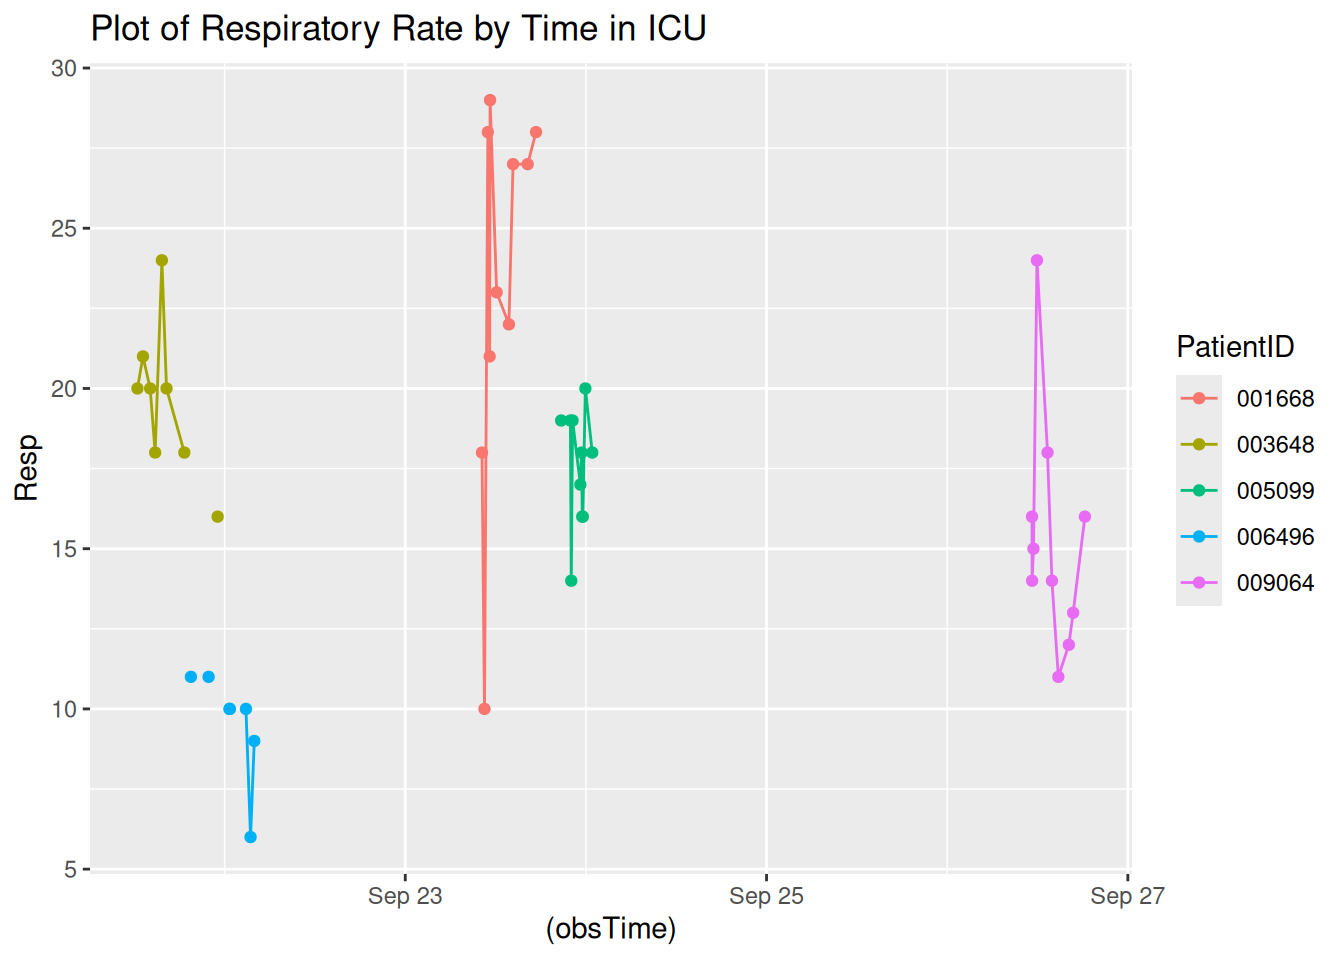 Plot of Respiratory Rate by Time in ICU
30
25
20
15
10
5
Resp
Sep 23
Sep 25
Sep 27
(obsTime)
PatientID
001668
003648
005099
006496
009064